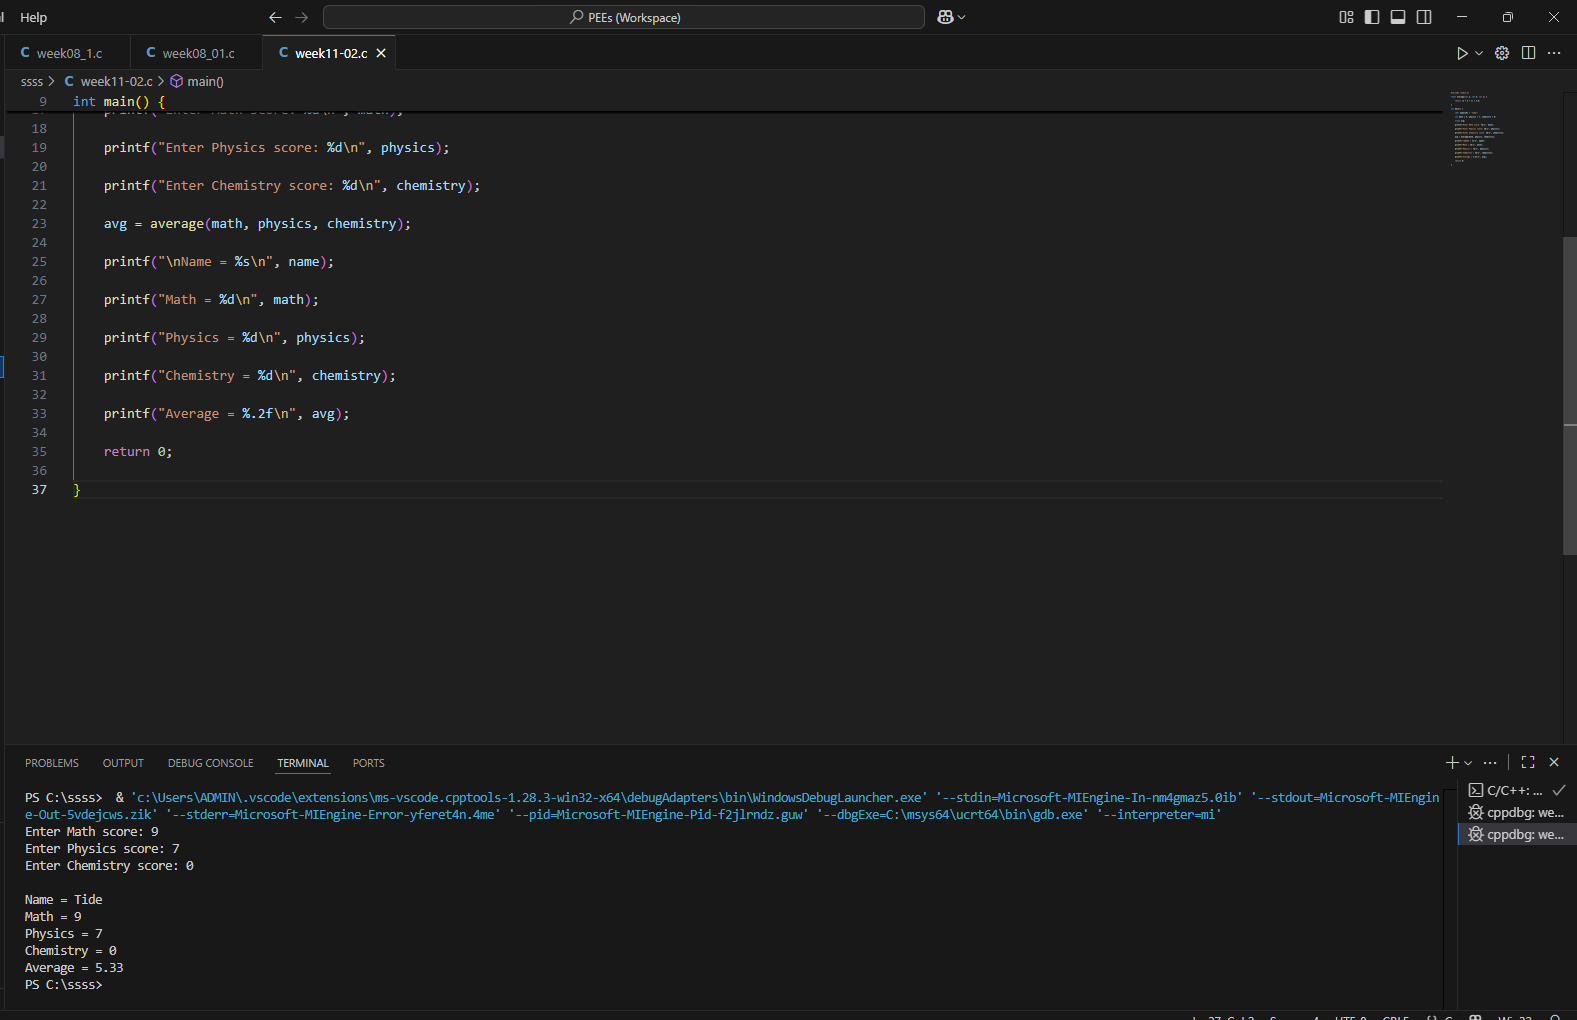 Help
PEEs (Workspace)
C week08_1.c
C week08_01.c
C week11-02.c
ssss > C week11-02.c > main()
9 int main() {
18
19 printf("Enter Physics score: %d\n", physics);
20
21 printf("Enter Chemistry score: %d\n", chemistry);
22
23 avg = average(math, physics, chemistry);
24
25 printf("\nName = %s\n", name);
26
27 printf("Math = %d\n", math);
28
29 printf("Physics = %d\n", physics);
30
31 printf("Chemistry = %d\n", chemistry);
32
33 printf("Average = %.2f\n", avg);
34
35 return 0;
36
37 }
PROBLEMS OUTPUT DEBUG CONSOLE TERMINAL PORTS
PS C:\ssss>  & 'c:\Users\ADMIN\.vscode\extensions\ms-vscode.cpptools-1.28.3-win32-x64\debugAdapters\bin\WindowsDebugLauncher.exe' '--stdin=Microsoft-MIEngine-In-nm4gmaz5.0ib' '--stdout=Microsoft-MIEngin
e-Out-5vdejcws.zik' '--stderr=Microsoft-MIEngine-Error-yferet4n.4me' '--pid=Microsoft-MIEngine-Pid-f2jlrndz.guw' '--dbgExe=C:\msys64\ucrt64\bin\gdb.exe' '--interpreter=mi'
Enter Math score: 9
Enter Physics score: 7
Enter Chemistry score: 0
Name = Tide
Math = 9
Physics = 7
Chemistry = 0
Average = 5.33
PS C:\ssss>
C/C++: ...
cppdbg: we...
cppdbg: we...